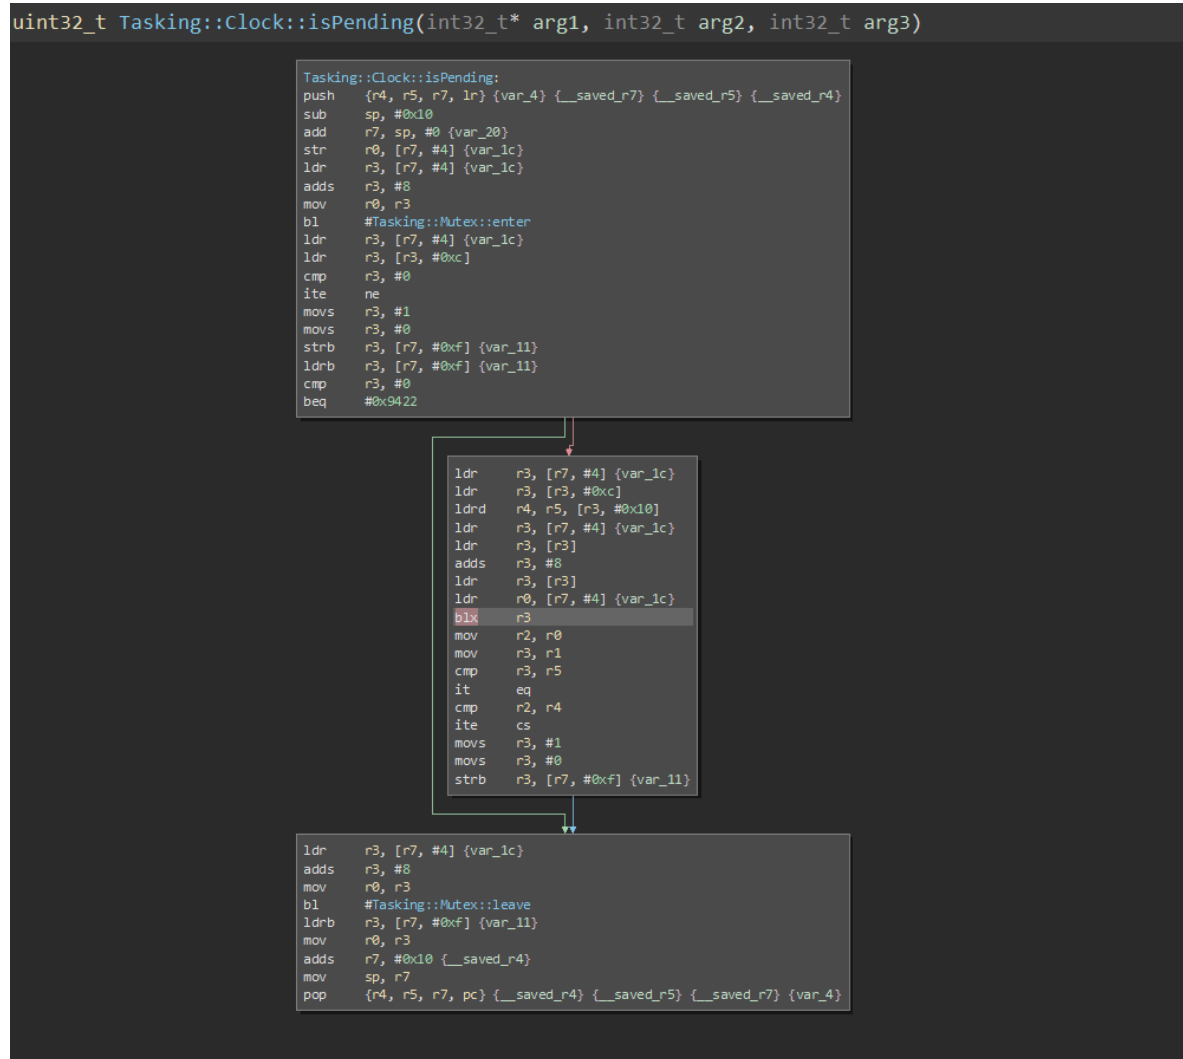 uint32_t Tasking::Clock::isPending(int32_t* arg1, int32_t arg2, int32_t arg3)
Tasking::Clock::isPending:
push {r4, r5, r7, lr} {var_4} {__saved_r7} {__saved_r5} {__saved_r4}
sub sp, #0x10
add r7, sp, #0 {var_20}
str r0, [r7, #4] {var_1c}
ldr r3, [r7, #4] {var_1c}
adds r3, #8
mov r0, r3
bl #Tasking::Mutex::enter
ldr r3, [r7, #4] {var_1c}
ldr r3, [r3, #0xc]
cmp r3, #0
ite ne
movs r3, #1
movs r3, #0
strb r3, [r7, #0xf] {var_11}
ldrb r3, [r7, #0xf] {var_11}
cmp r3, #0
beq #0x9422
ldr r3, [r7, #4] {var_1c}
ldr r3, [r3, #0xc]
ldrd r4, r5, [r3, #0x10]
ldr r3, [r7, #4] {var_1c}
ldr r3, [r3]
adds r3, #8
ldr r3, [r3]
ldr r0, [r7, #4] {var_1c}
blx r3
mov r2, r0
mov r3, r1
cmp r3, r5
it eq
cmp r2, r4
ite cs
movs r3, #1
movs r3, #0
strb r3, [r7, #0xf] {var_11}
ldr r3, [r7, #4] {var_1c}
adds r3, #8
mov r0, r3
bl #Tasking::Mutex::leave
ldrb r3, [r7, #0xf] {var_11}
mov r0, r3
adds r7, #0x10 {__saved_r4}
mov sp, r7
pop {r4, r5, r7, pc} {__saved_r4} {__saved_r5} {__saved_r7} {var_4}